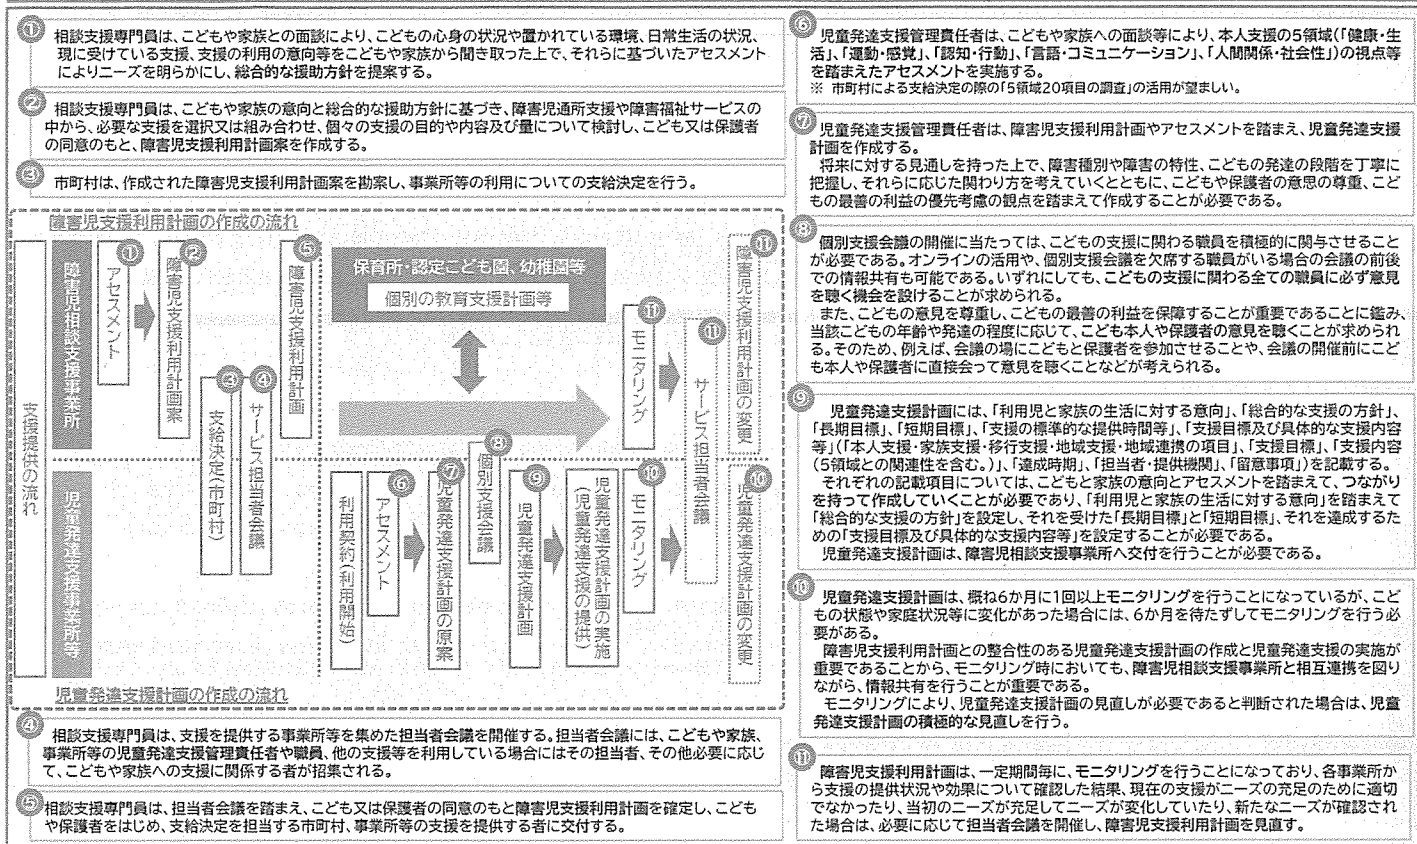 ① 相談支援専門員は、こどもや家族との面談により、こどもの心身の状況や置かれている環境、日常生活の状況、
現に受けている支援、支援の利用の意向等をこどもや家族から聞き取った上で、それらに基づいたアセスメント
によりニーズを明らかにし、総合的な援助方針を提案する。
② 相談支援専門員は、こどもや家族の意向と総合的な援助方針に基づき、障害児通所支援や障害福祉サービスの
中から、必要な支援を選択又は組み合わせ、個々の支援の目的や内容及び量について検討し、こども又は保護者
の同意のもと、障害児支援利用計画案を作成する。
③ 市町村は、作成された障害児支援利用計画案を勘案し、事業所等の利用についての支給決定を行う。
障害児支援利用計画の作成の流れ
支援提供の流れ
障害児相談支援事業所
① アセスメント
② 障害児支援利用計画案
③ 支給決定(市町村)
④ サービス担当者会議
⑤ 障害児支援利用計画
保育所・認定こども園、幼稚園等
個別の教育支援計画等
⑪ モニタリング
⑪ サービス担当者会議
⑪ 障害児支援利用計画の変更
児童発達支援事業所等
利用契約(利用開始)
⑥ アセスメント
⑦ 児童発達支援計画の原案
⑧ 個別支援会議
⑨ 児童発達支援計画
児童発達支援計画の実施
(児童発達支援の提供)
⑩ モニタリング
⑩ 児童発達支援計画の変更
児童発達支援計画の作成の流れ
④ 相談支援専門員は、支援を提供する事業所等を集めた担当者会議を開催する。担当者会議には、こどもや家族、
事業所等の児童発達支援管理責任者や職員、他の支援等を利用している場合にはその担当者、その他必要に応じ
て、こどもや家族への支援に関係する者が招集される。
⑤ 相談支援専門員は、担当者会議を踏まえ、こども又は保護者の同意のもと障害児支援利用計画を確定し、こども
や保護者をはじめ、支給決定を担当する市町村、事業所等の支援を提供する者に交付する。
⑥ 児童発達支援管理責任者は、こどもや家族への面談等により、本人支援の5領域(「健康・生
活」、「運動・感覚」、「認知・行動」、「言語・コミュニケーション」、「人間関係・社会性」)の視点等
を踏まえたアセスメントを実施する。
※ 市町村による支給決定の際の「5領域20項目の調査」の活用が望ましい。
⑦ 児童発達支援管理責任者は、障害児支援利用計画やアセスメントを踏まえ、児童発達支援
計画を作成する。
将来に対する見通しを持った上で、障害種別や障害の特性、こどもの発達の段階を丁寧に
把握し、それらに応じた関わり方を考えていくとともに、こどもや保護者の意思の尊重、こど
もの最善の利益の優先考慮の観点を踏まえて作成することが必要である。
⑧ 個別支援会議の開催に当たっては、こどもの支援に関わる職員を積極的に関与させること
が必要である。オンラインの活用や、個別支援会議を欠席する職員がいる場合の会議の前後
での情報共有も可能である。いずれにしても、こどもの支援に関わる全ての職員に必ず意見
を聴く機会を設けることが求められる。
また、こどもの意見を尊重し、こどもの最善の利益を保障することが重要であることに鑑み、
当該こどもの年齢や発達の程度に応じて、こども本人や保護者の意見を聴くことが求められ
る。そのため、例えば、会議の場にこどもと保護者を参加させることや、会議の開催前にこど
も本人や保護者に直接会って意見を聴くことなどが考えられる。
⑨ 児童発達支援計画には、「利用児と家族の生活に対する意向」、「総合的な支援の方針」、
「長期目標」、「短期目標」、「支援の標準的な提供時間等」、「支援目標及び具体的な支援内容
等」(「本人支援・家族支援・移行支援・地域支援・地域連携の項目」、「支援目標」、「支援内容
(5領域との関連性を含む。)」、「達成時期」、「担当者・提供機関」、「留意事項」)を記載する。
それぞれの記載項目については、こどもと家族の意向とアセスメントを踏まえて、つながり
を持って作成していくことが必要であり、「利用児と家族の生活に対する意向」を踏まえて
「総合的な支援の方針」を設定し、それを受けた「長期目標」と「短期目標」、それを達成するた
めの「支援目標及び具体的な支援内容等」を設定することが必要である。
児童発達支援計画は、障害児相談支援事業所へ交付を行うことが必要である。
⑩ 児童発達支援計画は、概ね6か月に1回以上モニタリングを行うことになっているが、こど
もの状態や家庭状況等に変化があった場合には、6か月を待たずしてモニタリングを行う必
要がある。
障害児支援利用計画との整合性のある児童発達支援計画の作成と児童発達支援の実施が
重要であることから、モニタリング時においても、障害児相談支援事業所と相互連携を図り
ながら、情報共有を行うことが重要である。
モニタリングにより、児童発達支援計画の見直しが必要であると判断された場合は、児童
発達支援計画の積極的な見直しを行う。
⑪ 障害児支援利用計画は、一定期間毎に、モニタリングを行うことになっており、各事業所か
ら支援の提供状況や効果について確認した結果、現在の支援がニーズの充足のために適切
でなかったり、当初のニーズが充足してニーズが変化していたり、新たなニーズが確認され
た場合は、必要に応じて担当者会議を開催し、障害児支援利用計画を見直す。